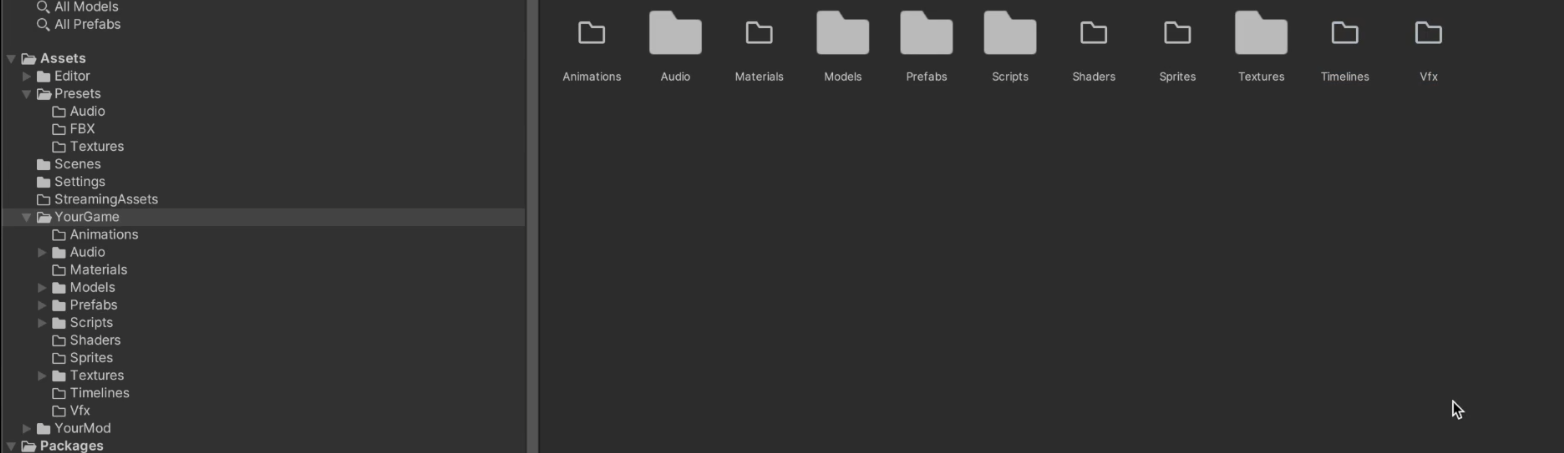 All Models
All Prefabs
Assets
Editor
Presets
Audio
FBX
Textures
Scenes
Settings
StreamingAssets
YourGame
Animations
Audio
Materials
Models
Prefabs
Scripts
Shaders
Sprites
Textures
Timelines
Vfx
YourMod
Packages
Animations Audio Materials Models Prefabs Scripts Shaders Sprites Textures Timelines Vfx